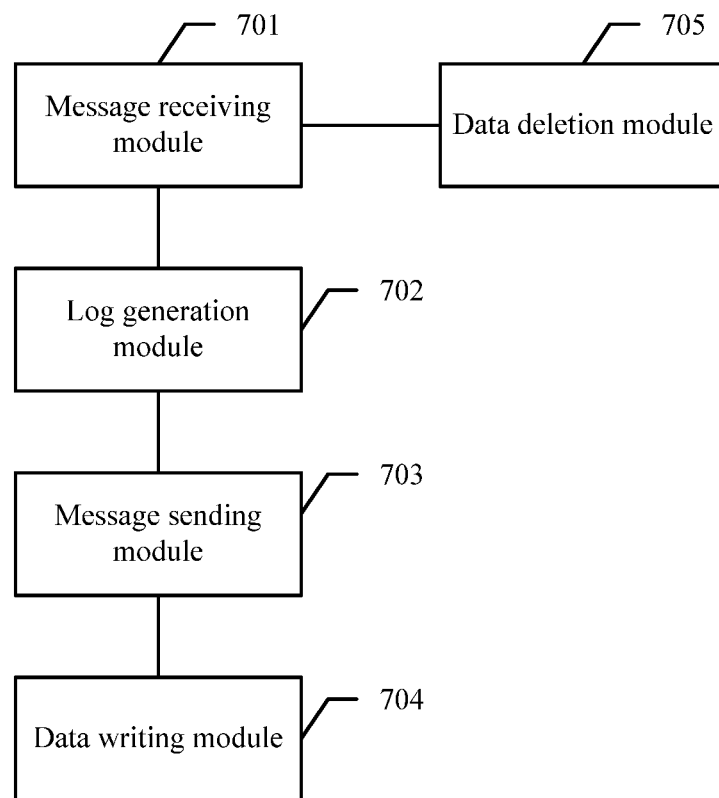 701
705
Message receiving
module
Data deletion module
702
Log generation
module
703
Message sending
module
704
Data writing module